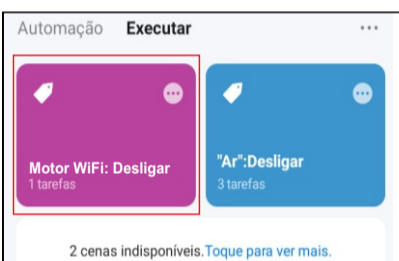 Automação Executar
Motor WiFi: Desligar
1 tarefas
"Ar":Desligar
3 tarefas
2 cenas indisponíveis.Toque para ver mais.